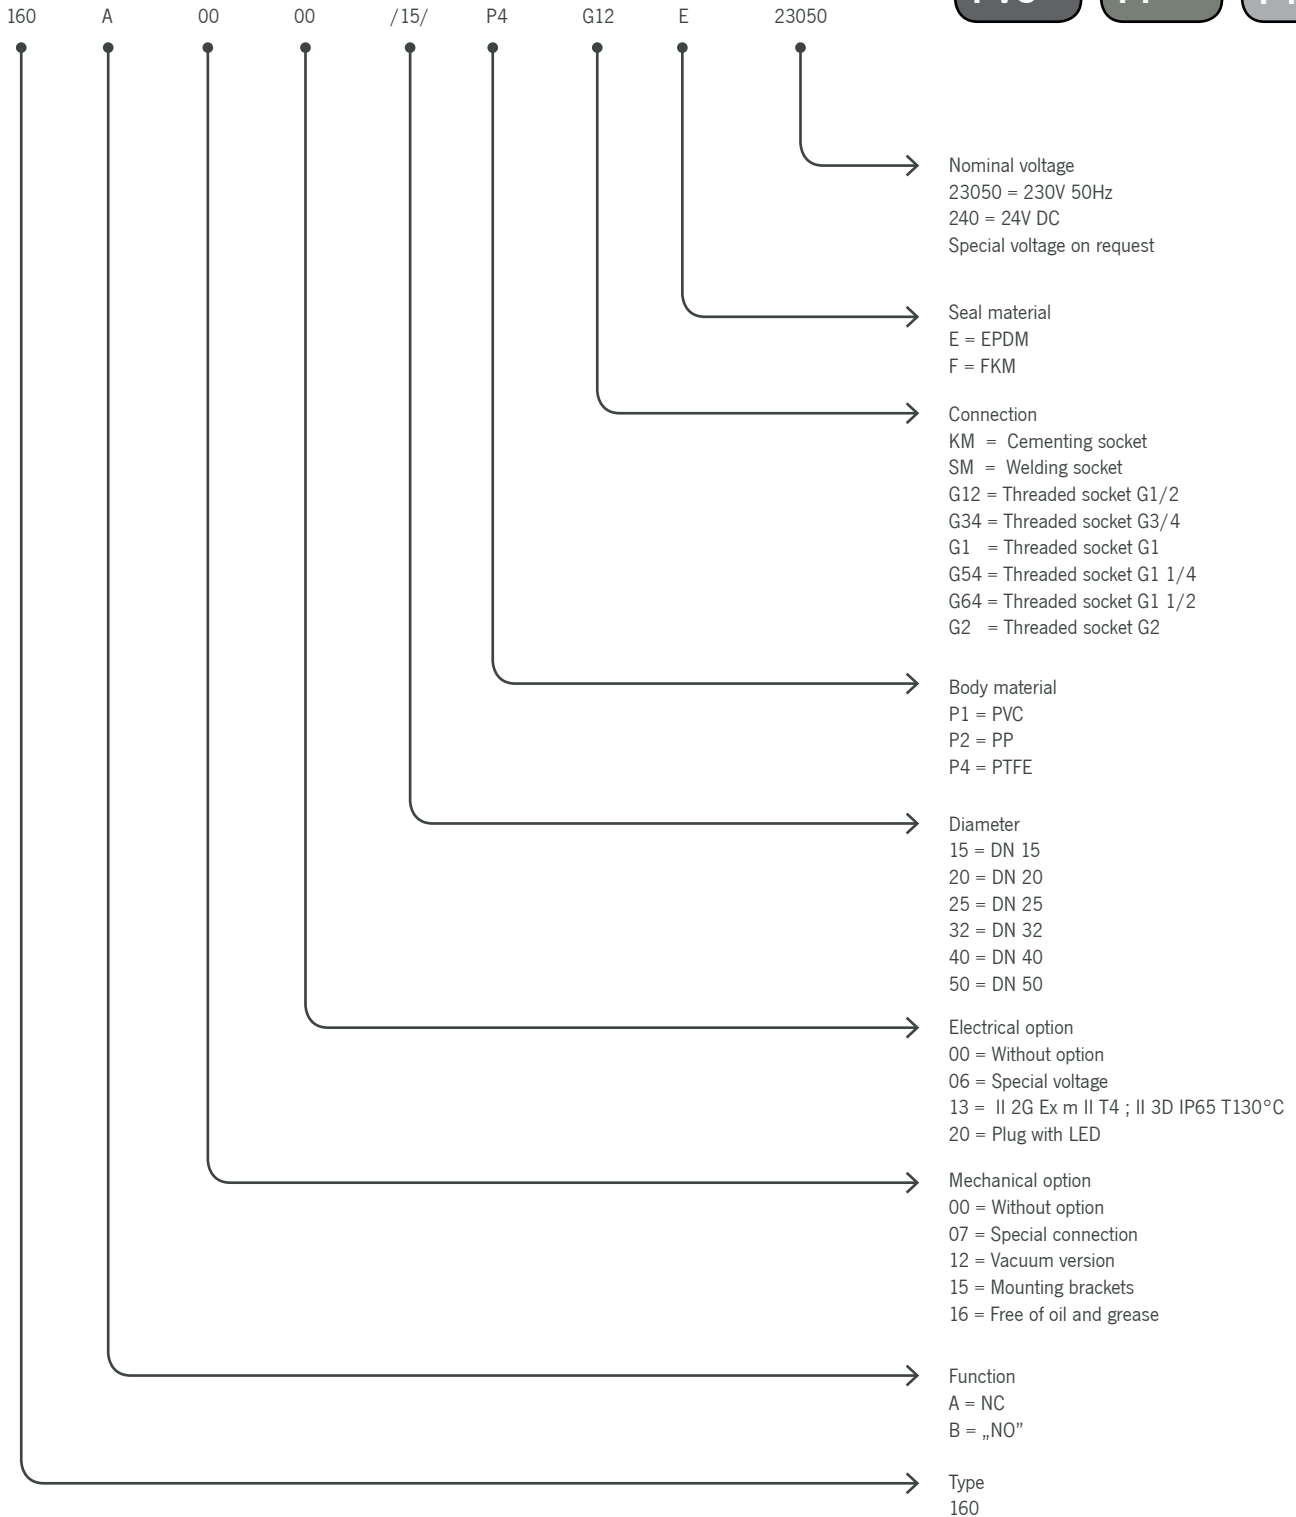 160 A 00 00 /15/ P4 G12 E 23050
Nominal voltage
23050 = 230V 50Hz
240 = 24V DC
Special voltage on request
Seal material
E = EPDM
F = FKM
Connection
KM = Cementing socket
SM = Welding socket
G12 = Threaded socket G1/2
G34 = Threaded socket G3/4
G1 = Threaded socket G1
G54 = Threaded socket G1 1/4
G64 = Threaded socket G1 1/2
G2 = Threaded socket G2
Body material
P1 = PVC
P2 = PP
P4 = PTFE
Diameter
15 = DN 15
20 = DN 20
25 = DN 25
32 = DN 32
40 = DN 40
50 = DN 50
Electrical option
00 = Without option
06 = Special voltage
13 = II 2G Ex m II T4 ; II 3D IP65 T130°C
20 = Plug with LED
Mechanical option
00 = Without option
07 = Special connection
12 = Vacuum version
15 = Mounting brackets
16 = Free of oil and grease
Function
A = NC
B = „NO”
Type
160